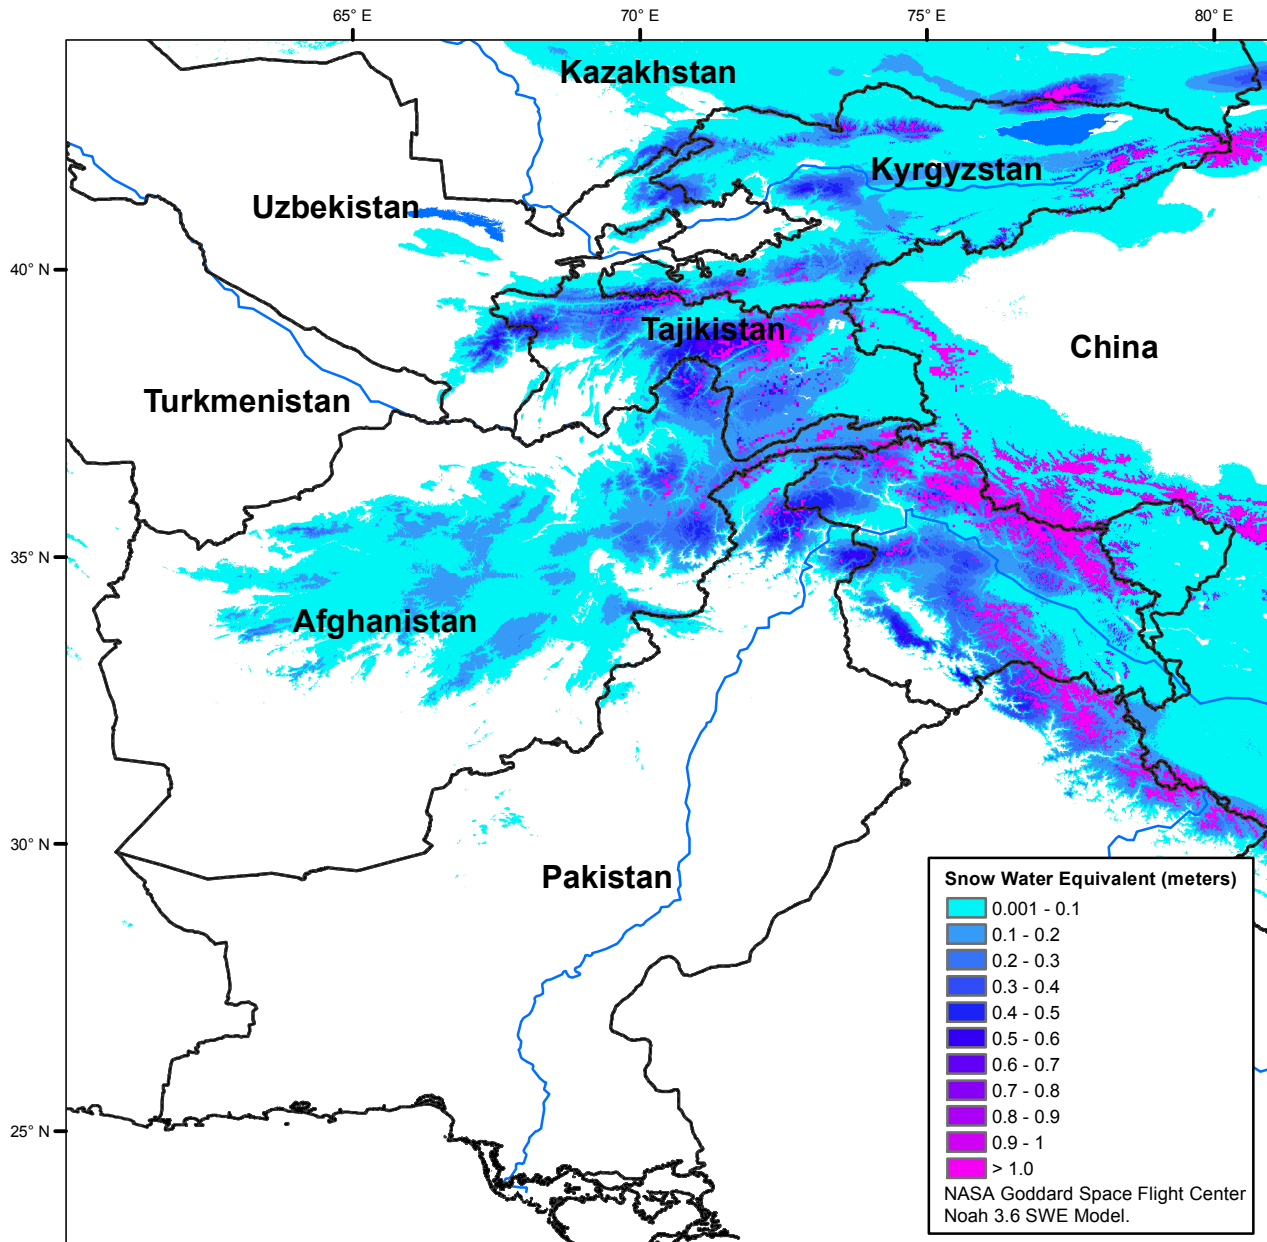 65° E
70° E
75° E
80° E
Kazakhstan
Kyrgyzstan
Uzbekistan
40° N
Tajikistan
China
Turkmenistan
35° N
Afghanistan
30° N
Pakistan
25° N
Snow Water Equivalent (meters)
0.001 - 0.1
0.1 - 0.2
0.2 - 0.3
0.3 - 0.4
0.4 - 0.5
0.5 - 0.6
0.6 - 0.7
0.7 - 0.8
0.8 - 0.9
0.9 - 1
> 1.0
NASA Goddard Space Flight Center
Noah 3.6 SWE Model.